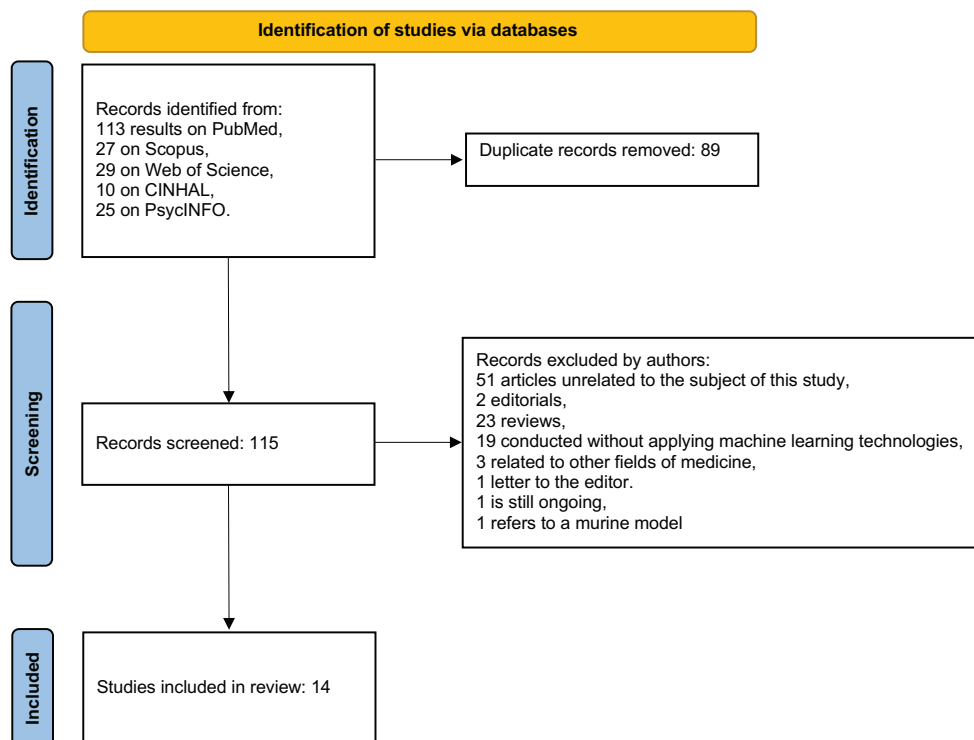 Identification of studies via databases
Identification
Records identified from:
113 results on PubMed,
27 on Scopus,
29 on Web of Science,
10 on CINHAL,
25 on PsycINFO.
Duplicate records removed: 89
Screening
Records screened: 115
Records excluded by authors:
51 articles unrelated to the subject of this study,
2 editorials,
23 reviews,
19 conducted without applying machine learning technologies,
3 related to other fields of medicine,
1 letter to the editor.
1 is still ongoing,
1 refers to a murine model
Included
Studies included in review: 14